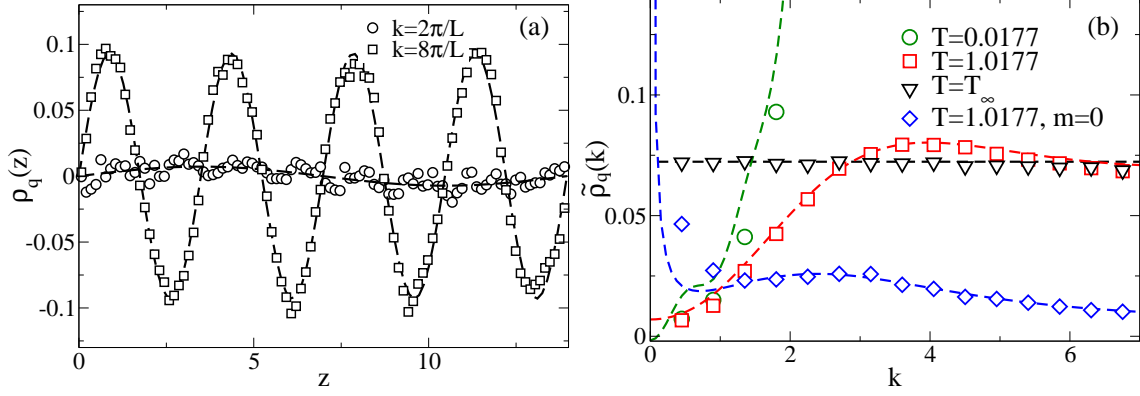 (a)
k=2π/L
k=8π/L
0.1
0.05
0
-0.05
-0.1
ρq(z)
0 5 10
z
(b)
T=0.0177
T=1.0177
T=T∞
T=1.0177, m=0
0.1
0.05
0
ρ̃q(k)
0 2 4 6
k